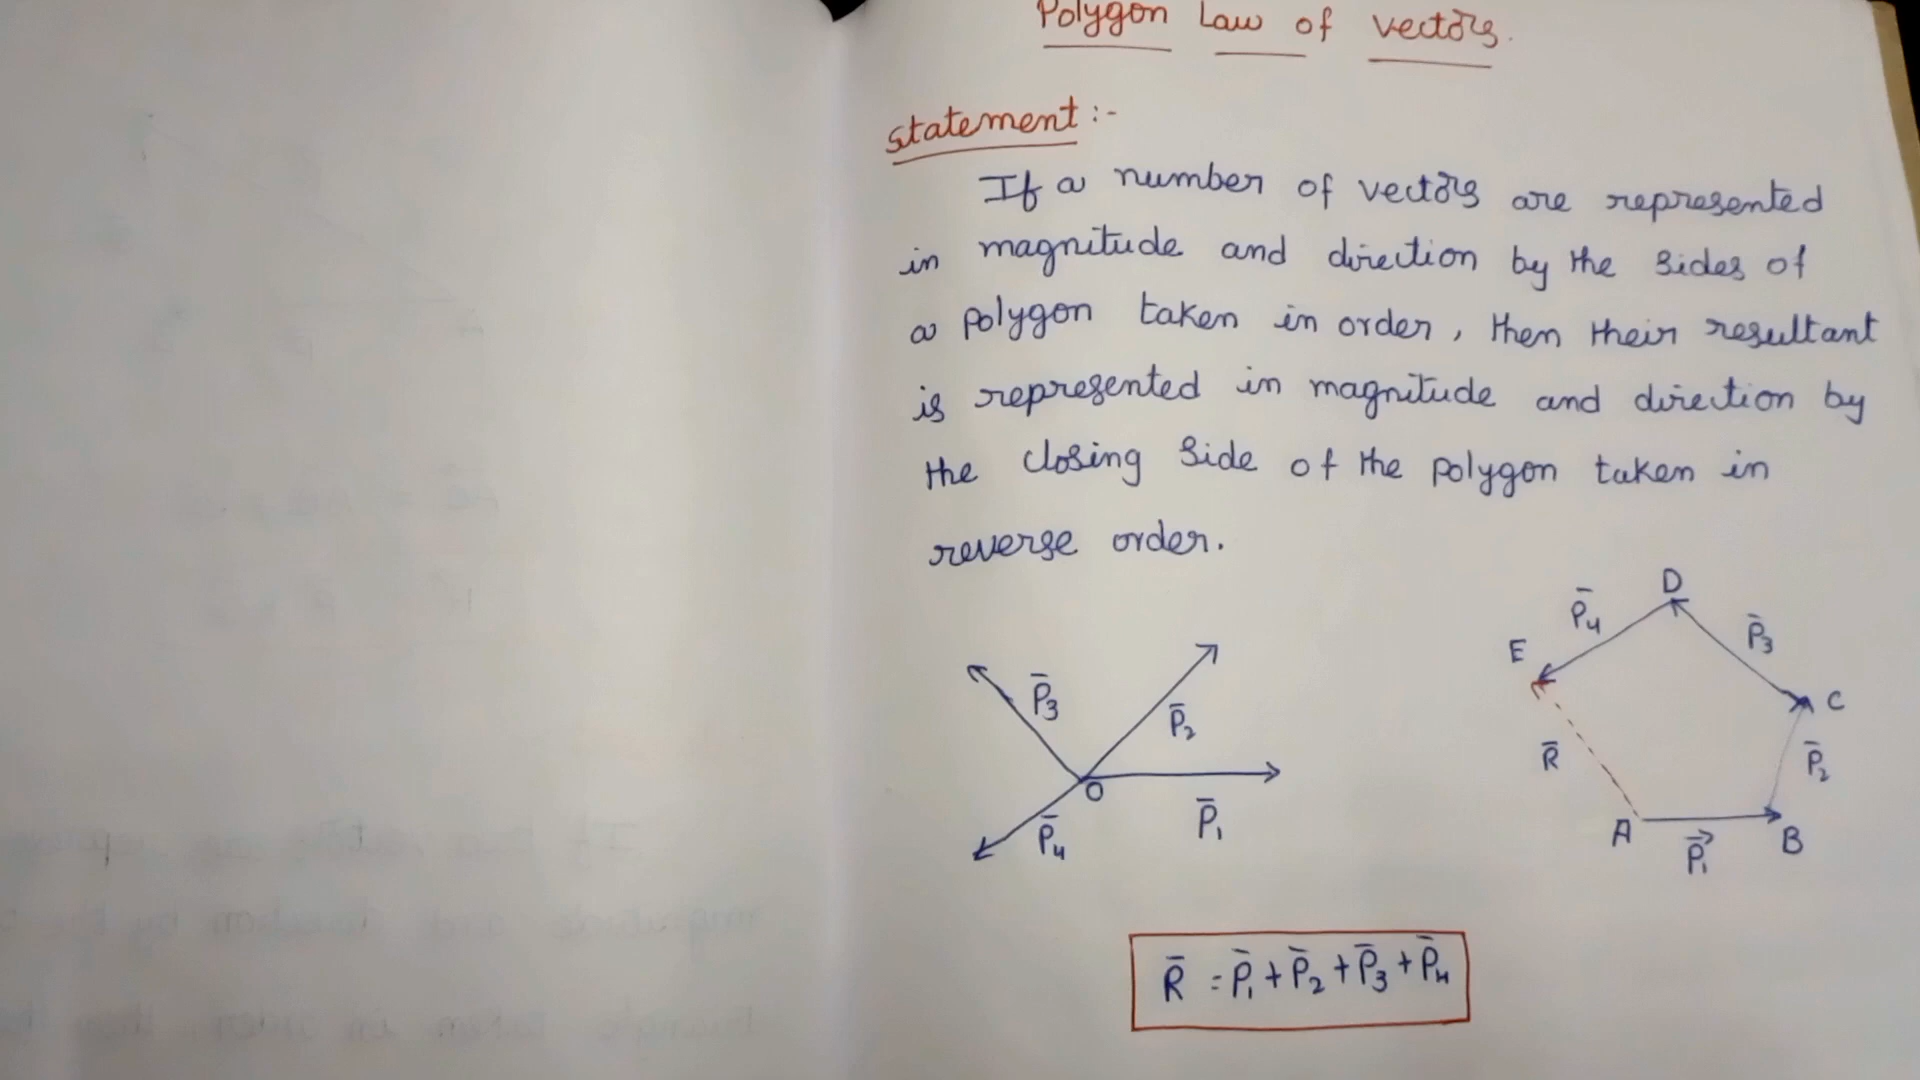 Polygon Law of vectors.
Statement :-
If a number of vectors are represented
in magnitude and direction by the sides of
a polygon taken in order, then their resultant
is represented in magnitude and direction by
the closing side of the polygon taken in
reverse order.
D
P̄₄
P̄₃
E
P̄₃
P̄₂
C
R̄
P̄₂
O
P̄₄
P̄₁
A
B
P⃗₁
R̄ = P̄₁ + P̄₂ + P̄₃ + P̄₄